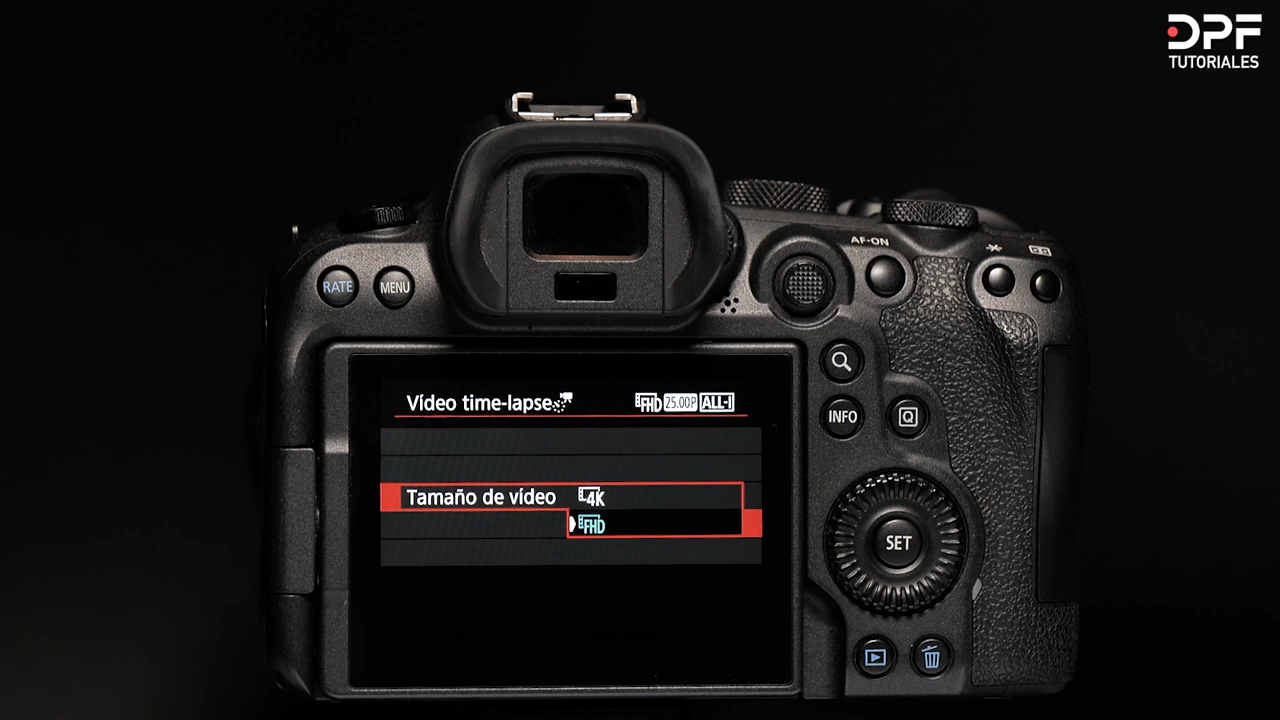 DPF
TUTORIALES
AF-ON
RATE
MENU
INFO
Q
Vídeo time-lapse
FHD 25.00P ALL-I
Tamaño de vídeo
4K
FHD
SET